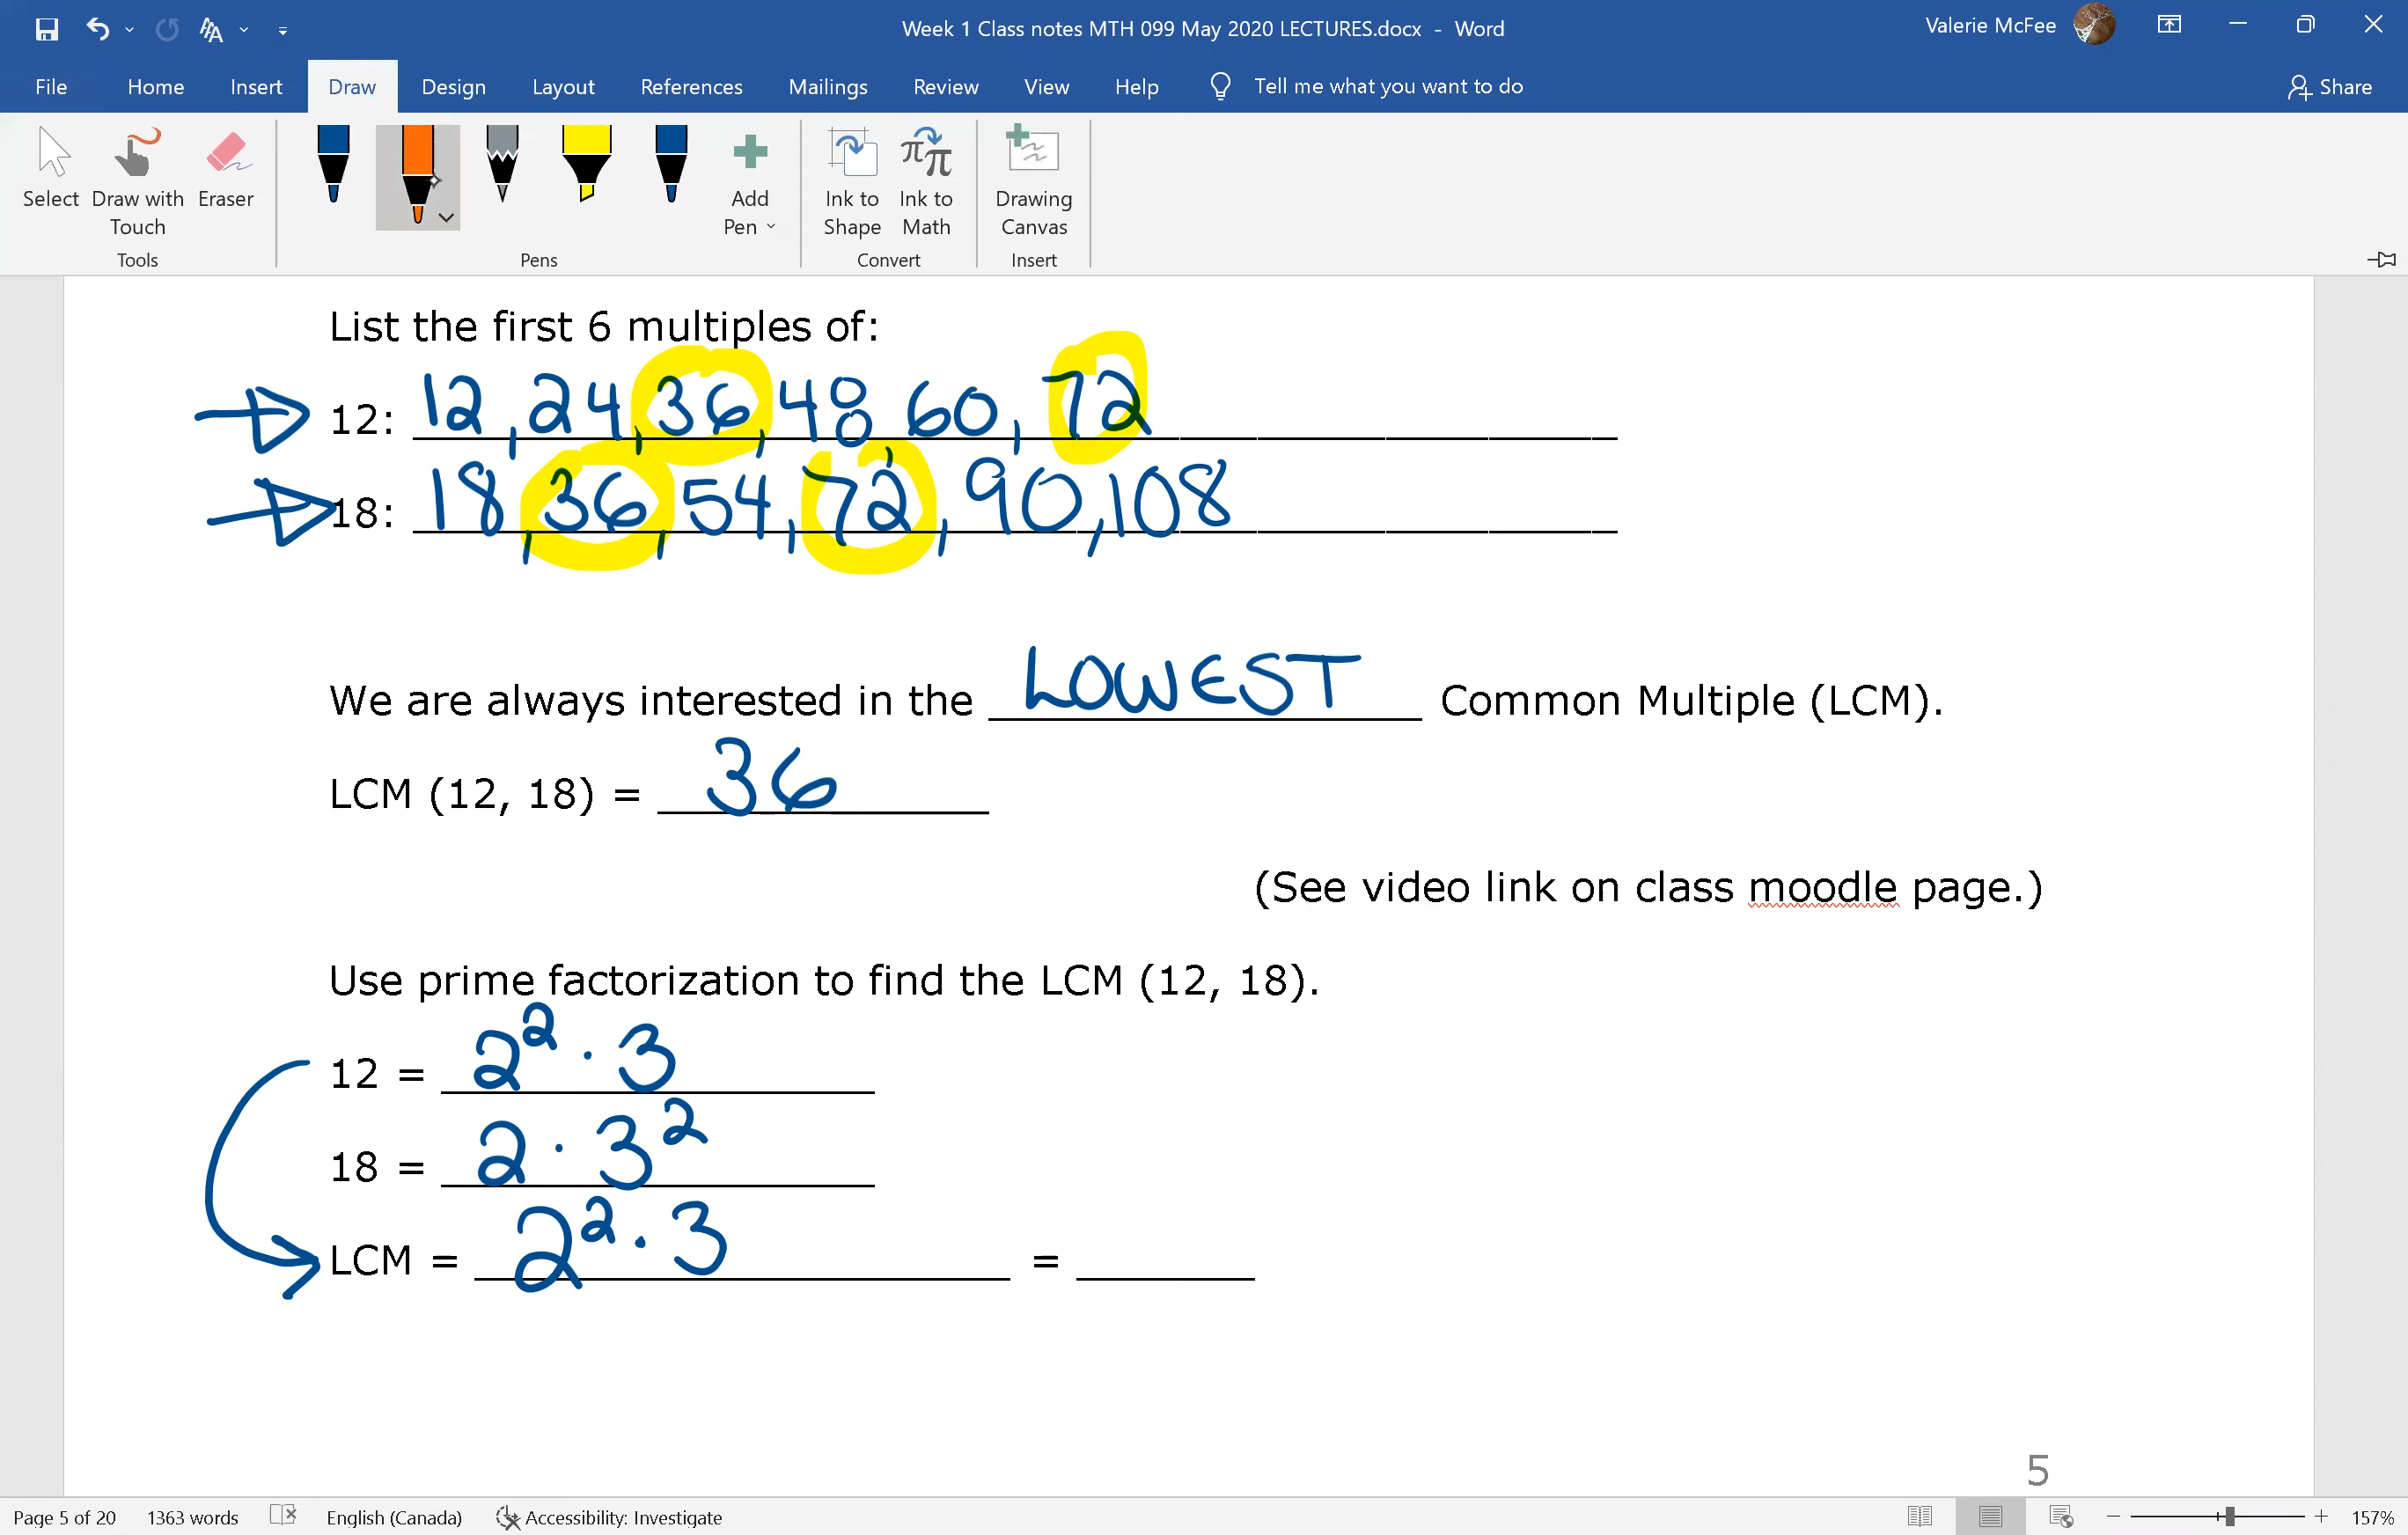 Week 1 Class notes MTH 099 May 2020 LECTURES.docx - Word
Valerie McFee
File Home Insert Draw Design Layout References Mailings Review View Help Tell me what you want to do Share
Select Draw with Touch Eraser Add Pen Ink to Shape Ink to Math Drawing Canvas
Tools Pens Convert Insert
List the first 6 multiples of:
12: 12, 24, 36, 48 60, 72
18: 18, 36, 54, 72, 90, 108
We are always interested in the LOWEST Common Multiple (LCM).
LCM (12, 18) = 36
(See video link on class moodle page.)
Use prime factorization to find the LCM (12, 18).
12 = 2² · 3
18 = 2 · 3²
LCM = 2² · 3 =
5
Page 5 of 20 1363 words English (Canada) Accessibility: Investigate 157%